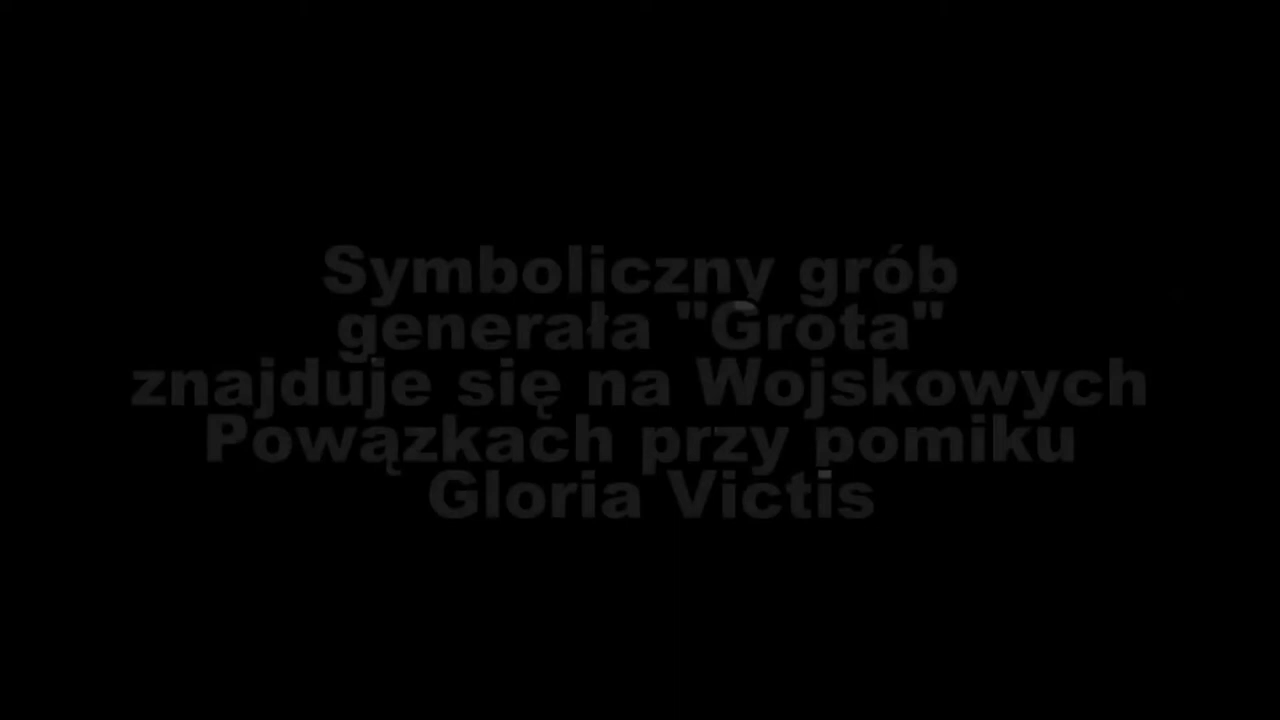 Symboliczny grób
generała "Grota"
znajduje się na Wojskowych
Powązkach przy pomiku
Gloria Victis